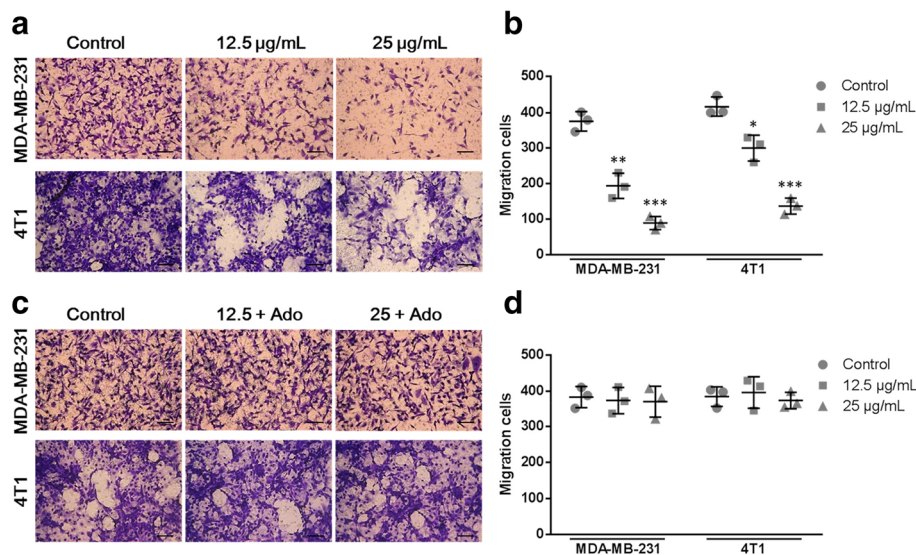 a
Control 12.5 µg/mL 25 µg/mL
MDA-MB-231
4T1
b
500
400
300
200
100
0
Migration cells
** *** * ***
MDA-MB-231 4T1
Control
12.5 µg/mL
25 µg/mL
c
Control 12.5 + Ado 25 + Ado
MDA-MB-231
4T1
d
500
400
300
200
100
0
Migration cells
MDA-MB-231 4T1
Control
12.5 µg/mL
25 µg/mL